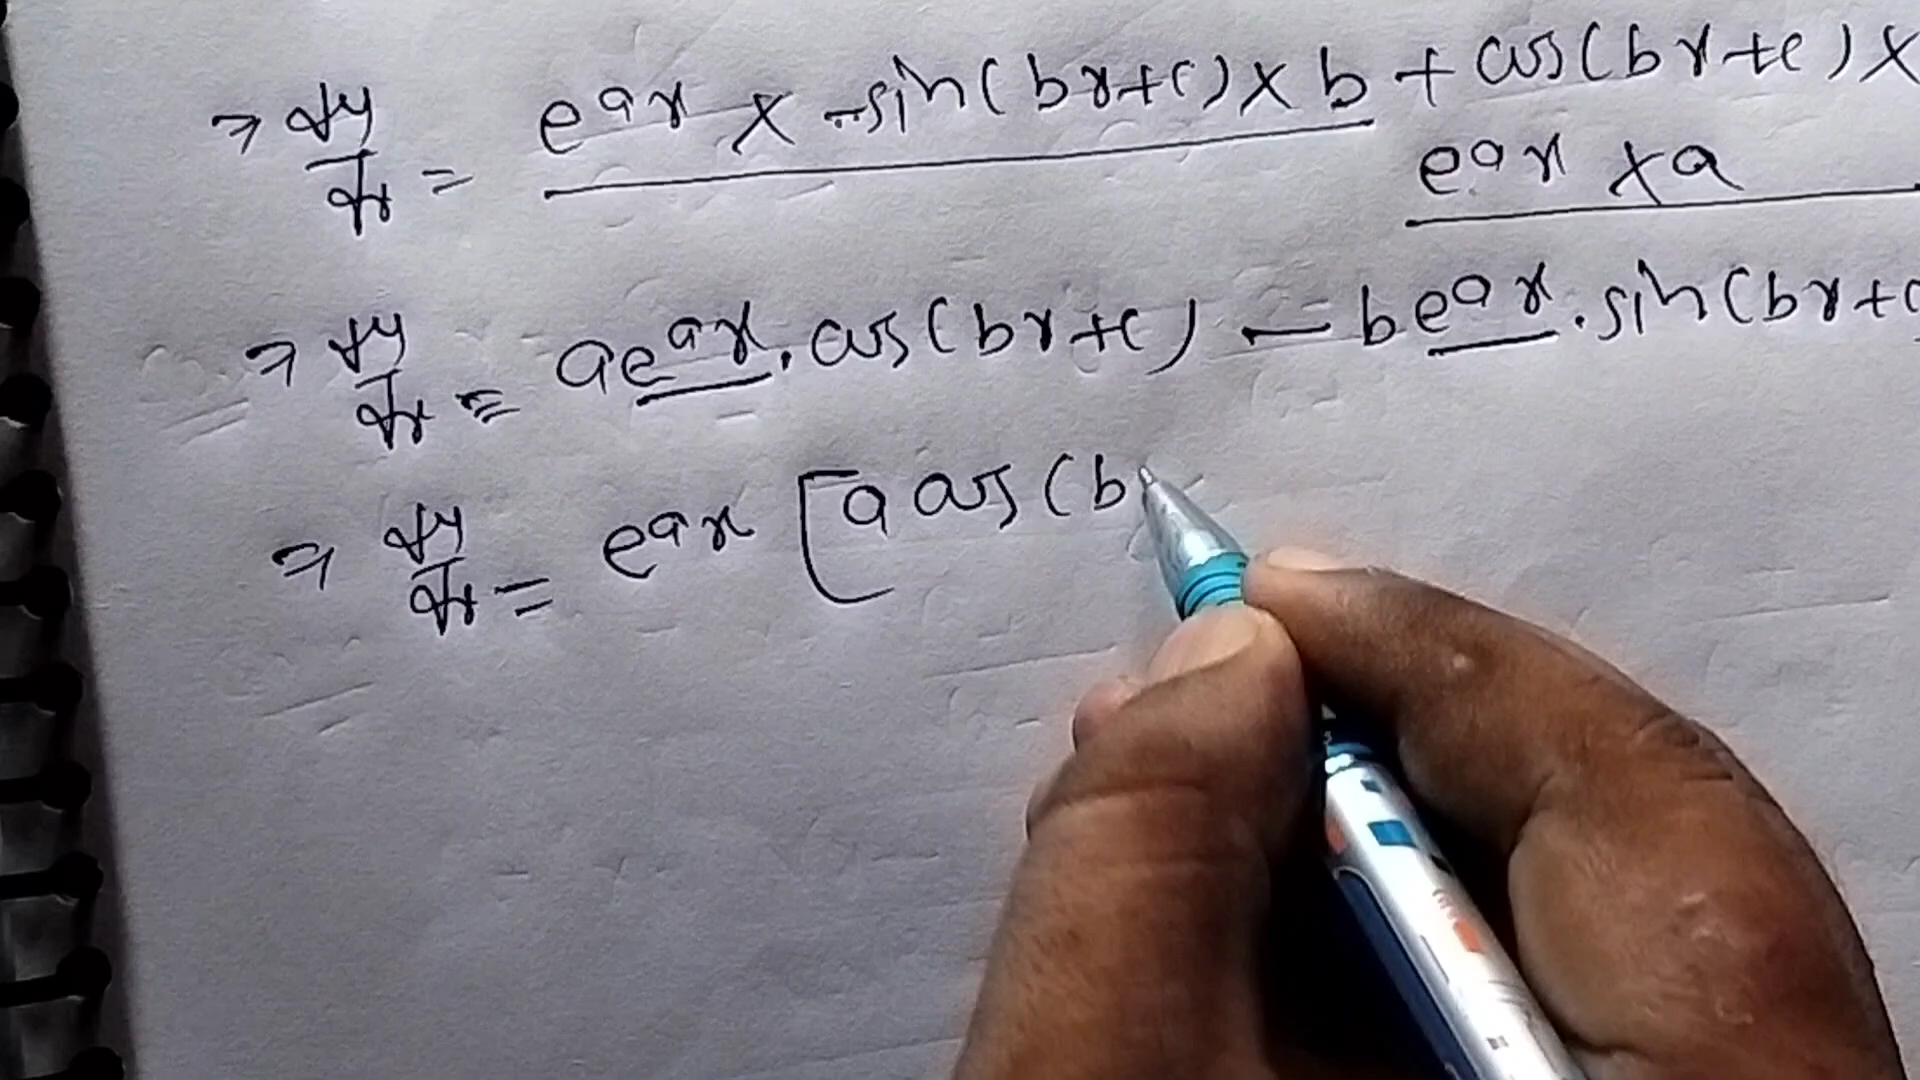 ⇒ dy/dx = e^ax × -sin(bx+c) × b + cos(bx+c) ×
e^ax × a
⇒ dy/dx = ae^ax . cos(bx+c) — be^ax . sin(bx+c
⇒ dy/dx = e^ax [a cos(b